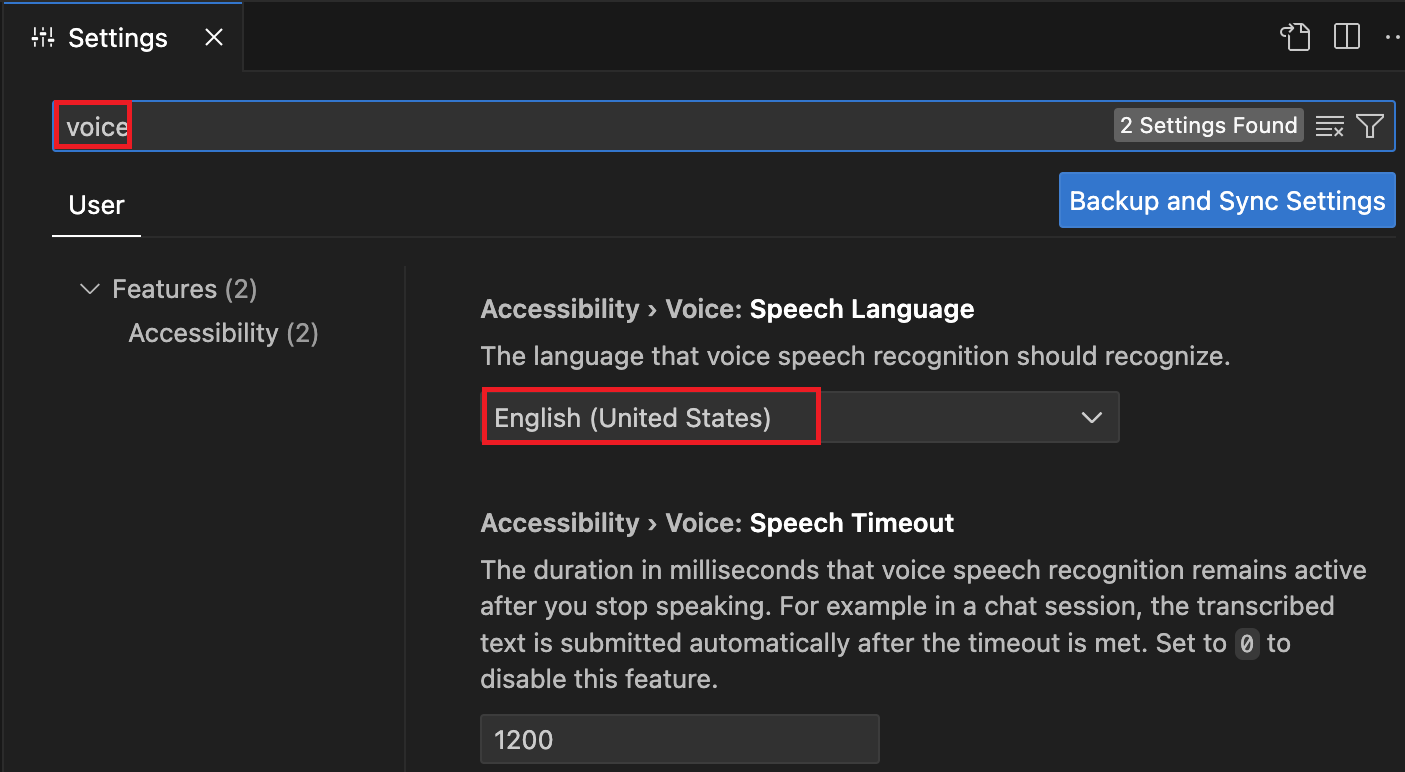 Settings
voice
2 Settings Found
User
Backup and Sync Settings
Features (2)
Accessibility (2)
Accessibility › Voice: Speech Language
The language that voice speech recognition should recognize.
English (United States)
Accessibility › Voice: Speech Timeout
The duration in milliseconds that voice speech recognition remains active
after you stop speaking. For example in a chat session, the transcribed
text is submitted automatically after the timeout is met. Set to 0 to
disable this feature.
1200